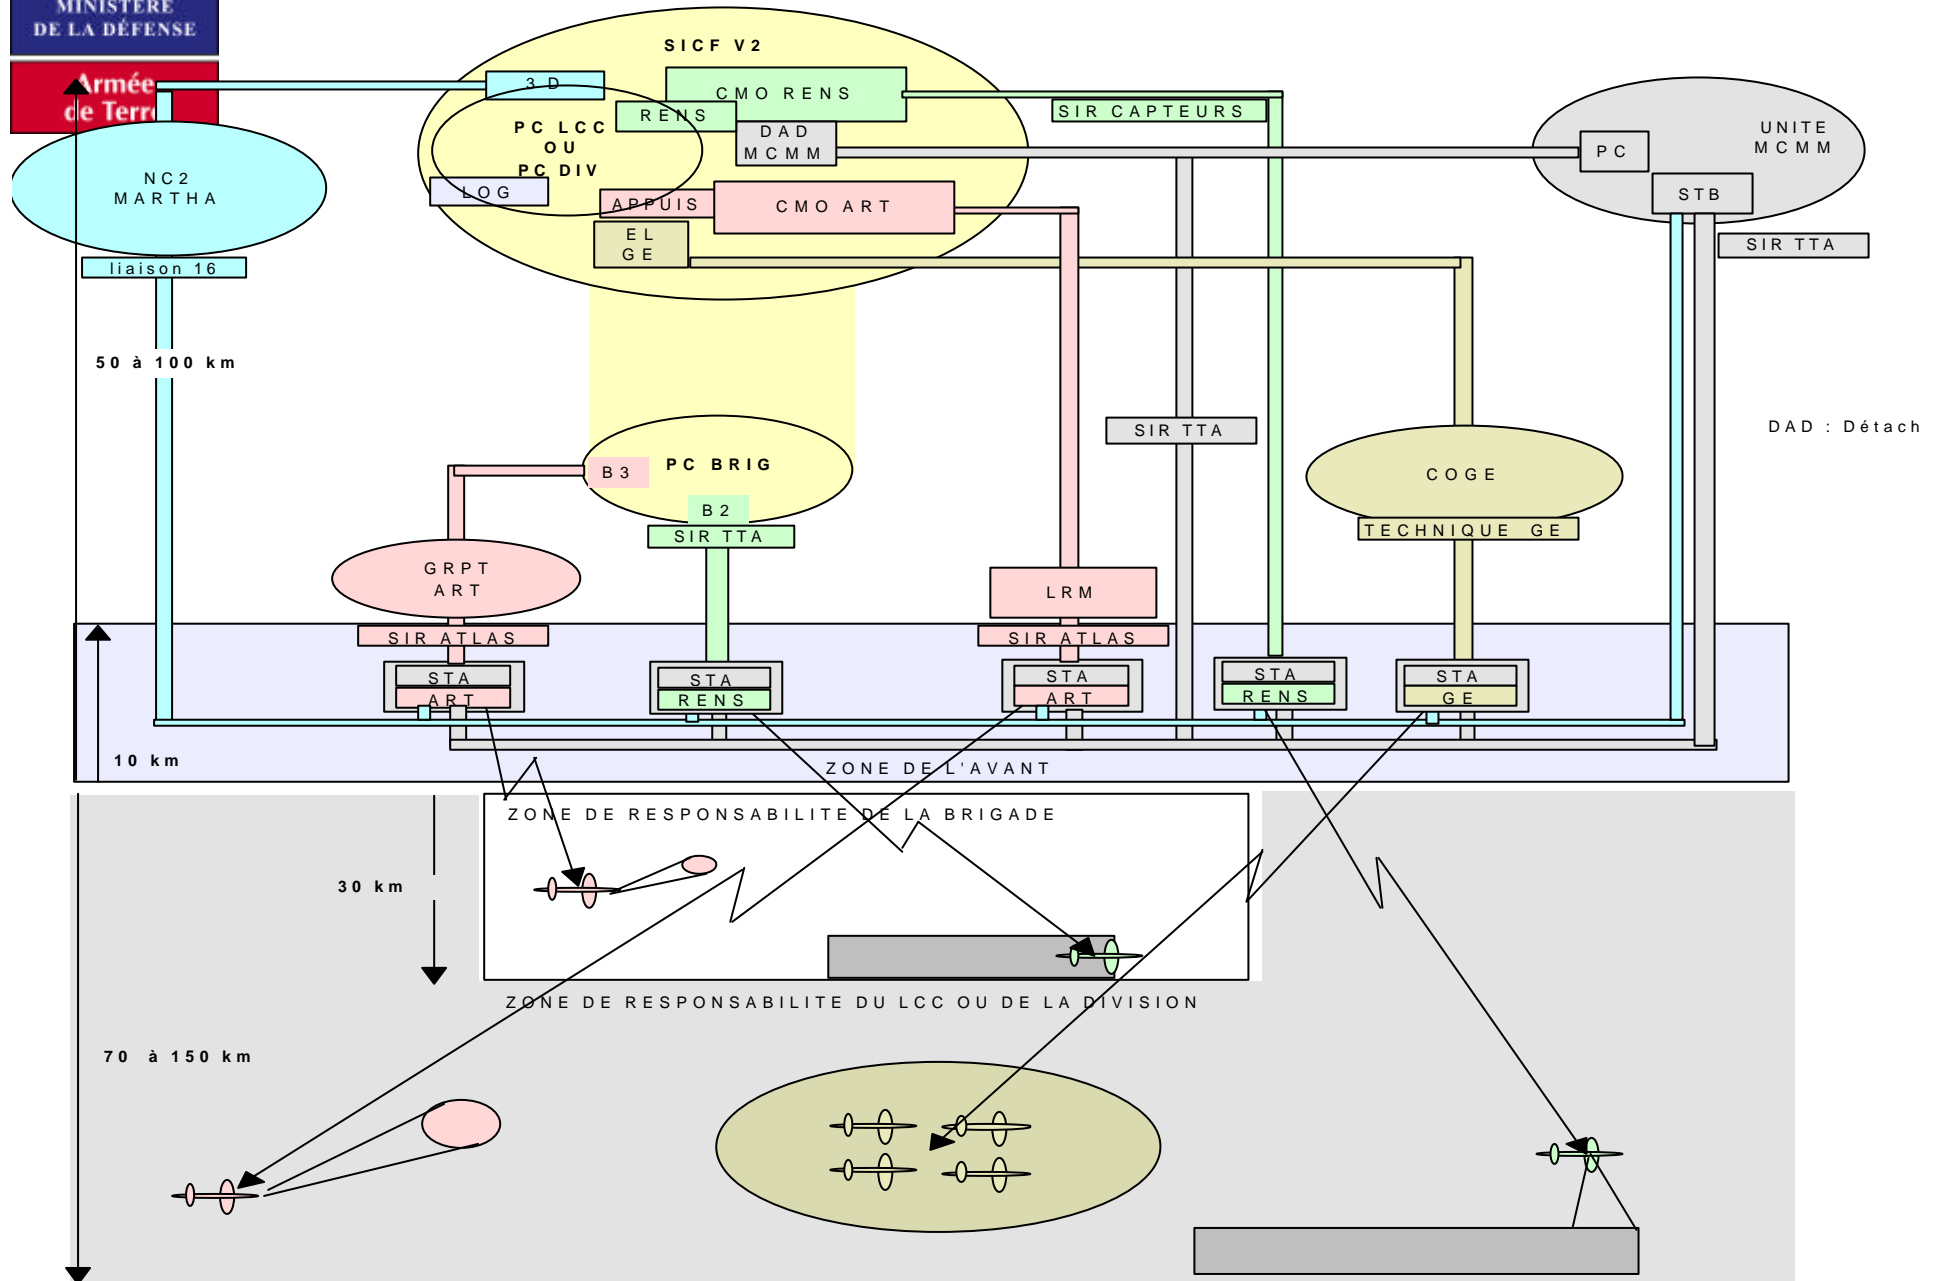 MINISTÈRE
DE LA DÉFENSE
Armée
de Terre
SICF V2
3 D
CMO RENS
RENS
SIR CAPTEURS
PC LCC
OU
PC DIV
DAD
MCMM
UNITE
MCMM
PC
STB
NC2
MARTHA
LOG
APPUIS
CMO ART
EL
GE
SIR TTA
liaison 16
50 à 100 km
SIR TTA
DAD : Détach
B3
PC BRIG
COGE
B2
SIR TTA
TECHNIQUE GE
GRPT
ART
LRM
SIR ATLAS
SIR ATLAS
STA
ART
STA
RENS
STA
ART
STA
RENS
STA
GE
10 km
ZONE DE L'AVANT
ZONE DE RESPONSABILITE DE LA BRIGADE
30 km
ZONE DE RESPONSABILITE DU LCC OU DE LA DIVISION
70 à 150 km